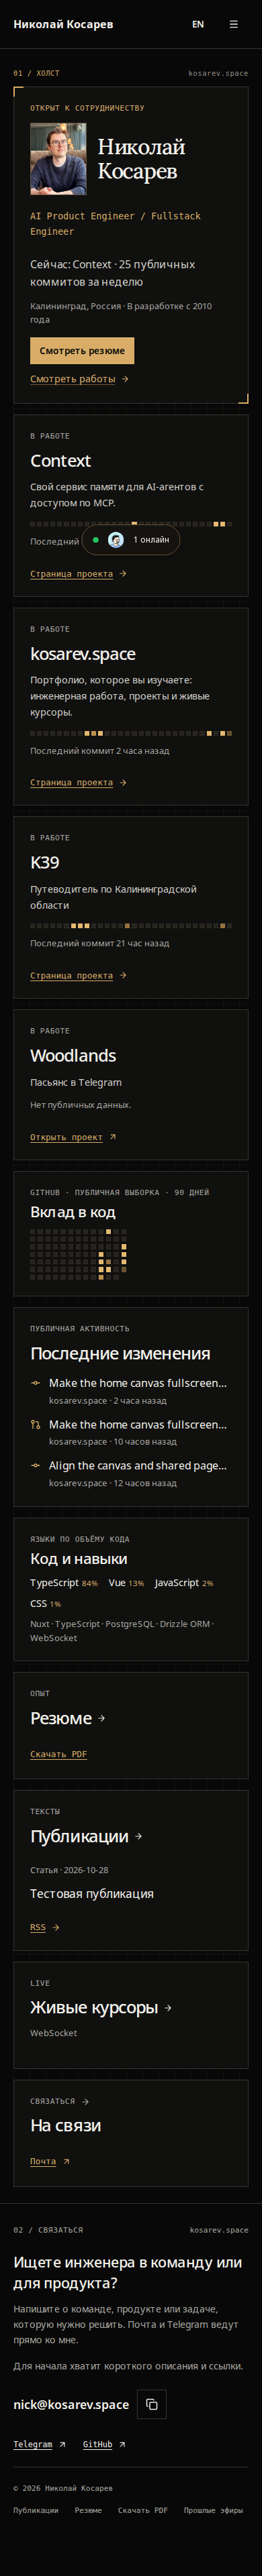 Николай Косарев
EN
01 / ХОЛСТ
kosarev.space
ОТКРЫТ К СОТРУДНИЧЕСТВУ
Николай
Косарев
AI Product Engineer / Fullstack
Engineer
Сейчас: Context · 25 публичных
коммитов за неделю
Калининград, Россия · В разработке с 2010
года
Смотреть резюме
Смотреть работы →
В РАБОТЕ
Context
Свой сервис памяти для AI-агентов с
доступом по MCP.
Последний
1 онлайн
Страница проекта →
В РАБОТЕ
kosarev.space
Портфолио, которое вы изучаете:
инженерная работа, проекты и живые
курсоры.
Последний коммит 2 часа назад
Страница проекта →
В РАБОТЕ
K39
Путеводитель по Калининградской
области
Последний коммит 21 час назад
Страница проекта →
В РАБОТЕ
Woodlands
Пасьянс в Telegram
Нет публичных данных.
Открыть проект ↗
GITHUB · ПУБЛИЧНАЯ ВЫБОРКА · 90 ДНЕЙ
Вклад в код
ПУБЛИЧНАЯ АКТИВНОСТЬ
Последние изменения
Make the home canvas fullscreen...
kosarev.space · 2 часа назад
Make the home canvas fullscreen...
kosarev.space · 10 часов назад
Align the canvas and shared page...
kosarev.space · 12 часов назад
ЯЗЫКИ ПО ОБЪЁМУ КОДА
Код и навыки
TypeScript 84% Vue 13% JavaScript 2%
CSS 1%
Nuxt · TypeScript · PostgreSQL · Drizzle ORM ·
WebSocket
ОПЫТ
Резюме →
Скачать PDF
ТЕКСТЫ
Публикации →
Статья · 2026-10-28
Тестовая публикация
RSS →
LIVE
Живые курсоры →
WebSocket
СВЯЗАТЬСЯ →
На связи
Почта ↗
02 / СВЯЗАТЬСЯ
kosarev.space
Ищете инженера в команду или
для продукта?
Напишите о команде, продукте или задаче,
которую нужно решить. Почта и Telegram ведут
прямо ко мне.
Для начала хватит короткого описания и ссылки.
nick@kosarev.space
Telegram ↗ GitHub ↗
© 2026 Николай Косарев
Публикации Резюме Скачать PDF Прошлые эфиры